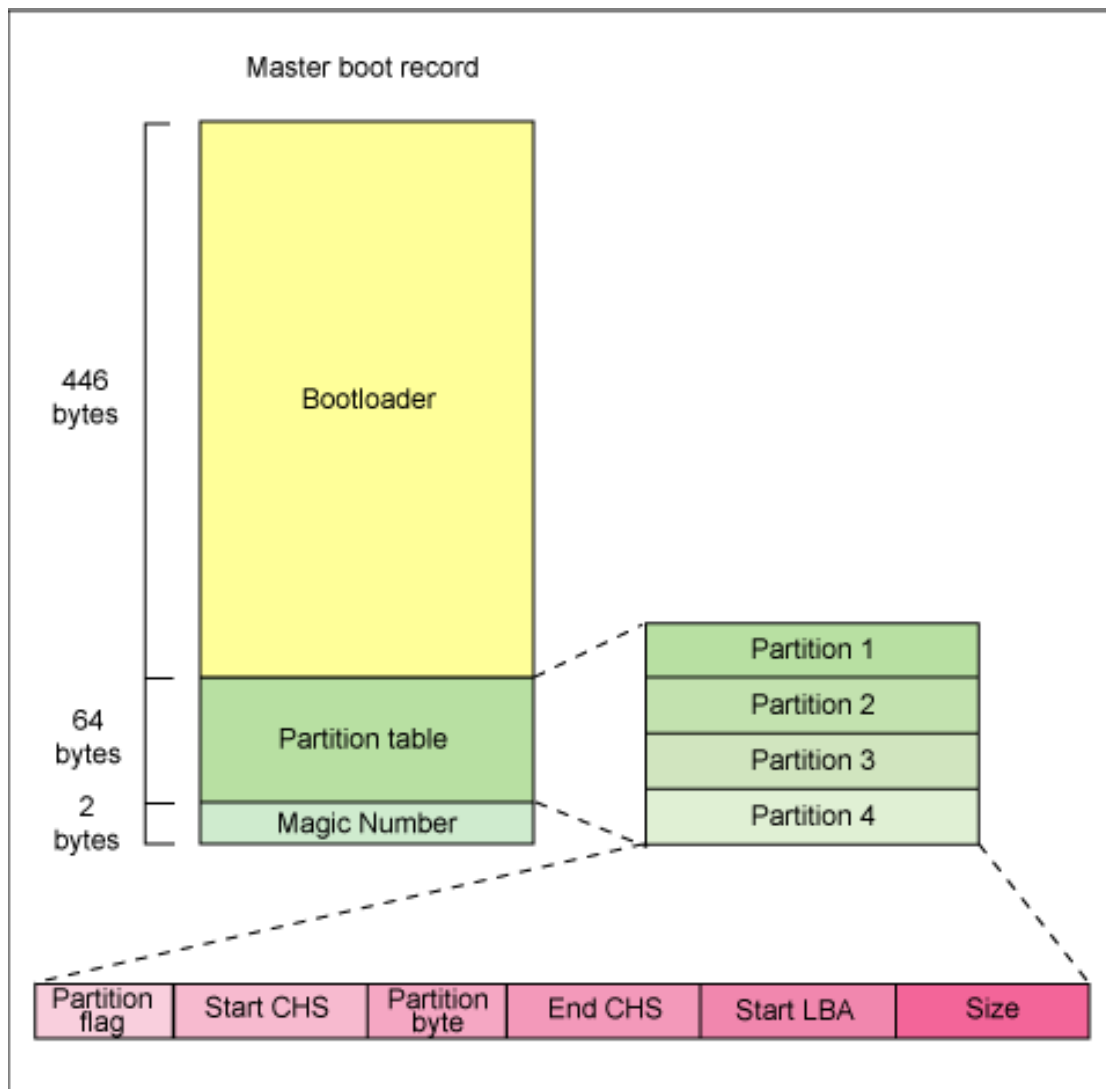 Master boot record
446
bytes
Bootloader
Partition 1
Partition 2
64
bytes
Partition table
Partition 3
2
bytes
Magic Number
Partition 4
Partition
flag
Start CHS
Partition
byte
End CHS
Start LBA
Size